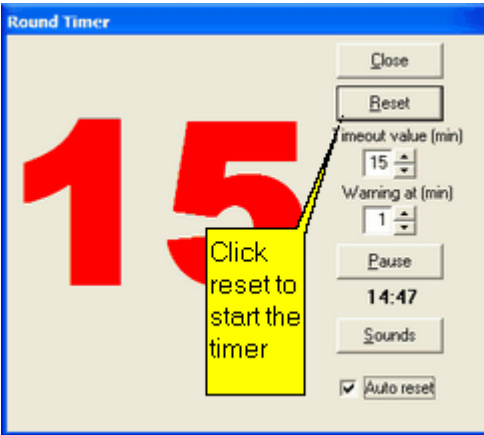 Round Timer
Close
Reset
Timeout value (min)
15
Warning at (min)
1
Pause
14:47
Sounds
Auto reset
15
Click
reset to
start the
timer